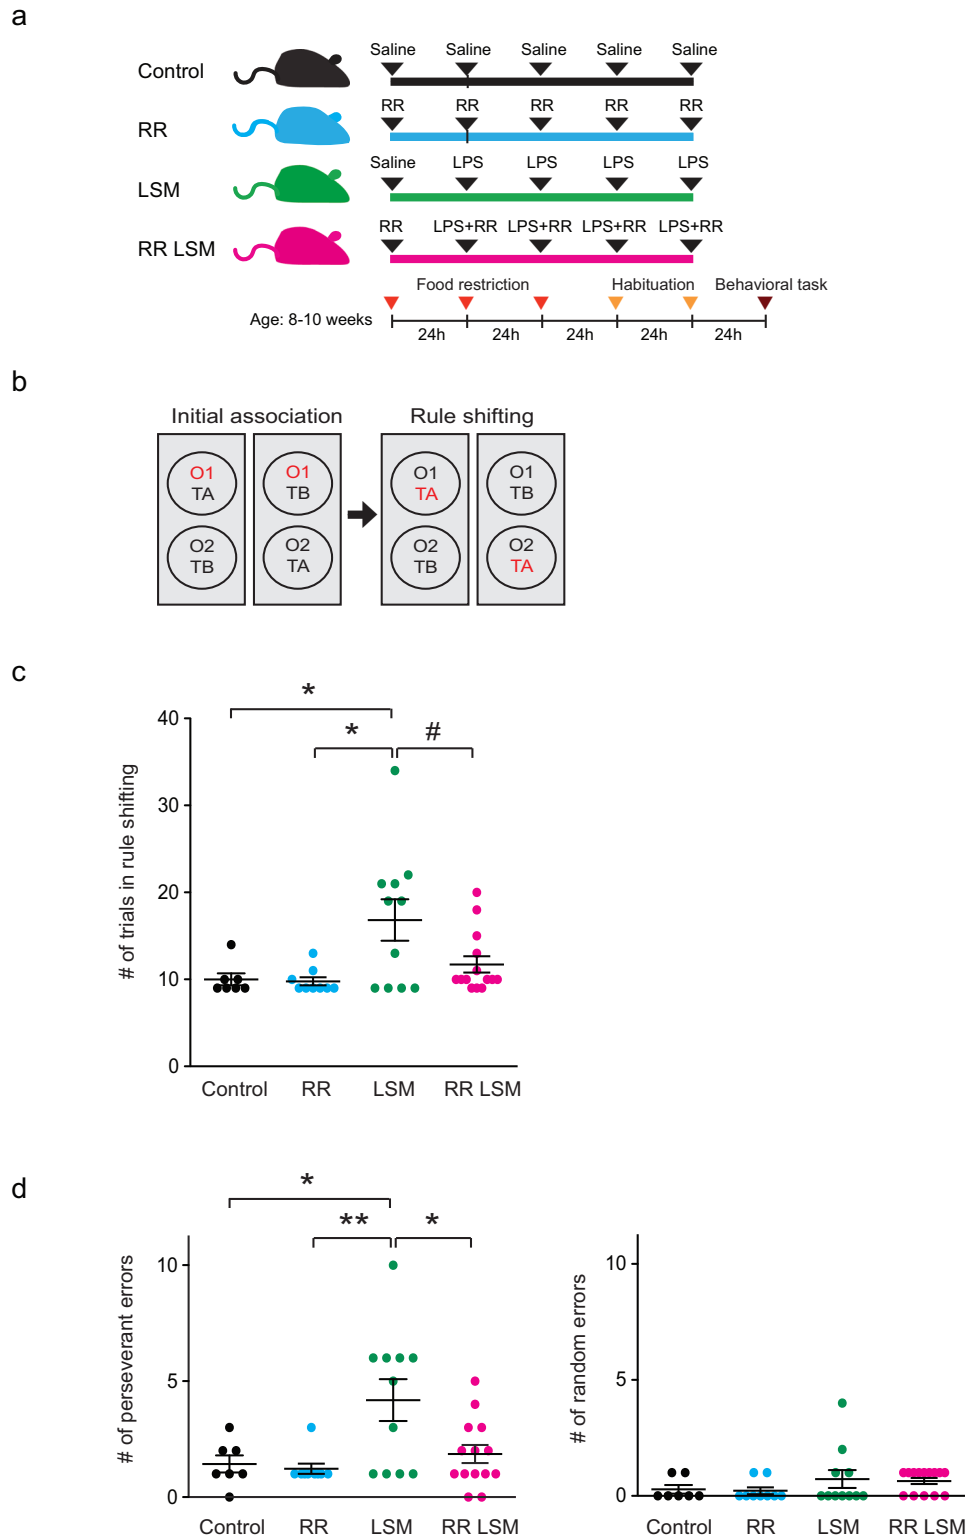 a
Saline Saline Saline Saline Saline
Control
RR RR RR RR RR
RR
Saline LPS LPS LPS LPS
LSM
RR LPS+RR LPS+RR LPS+RR LPS+RR
RR LSM
Food restriction Habituation Behavioral task
Age: 8-10 weeks
24h 24h 24h 24h 24h
b
Initial association Rule shifting
O1 O1 O1 O1
TA TB TA TB
O2 O2 O2 O2
TB TA TB TA
c
*
* #
# of trials in rule shifting
40
30
20
10
0
Control RR LSM RR LSM
d
*
** *
# of perseverant errors
10
5
0
Control RR LSM RR LSM
# of random errors
10
5
0
Control RR LSM RR LSM